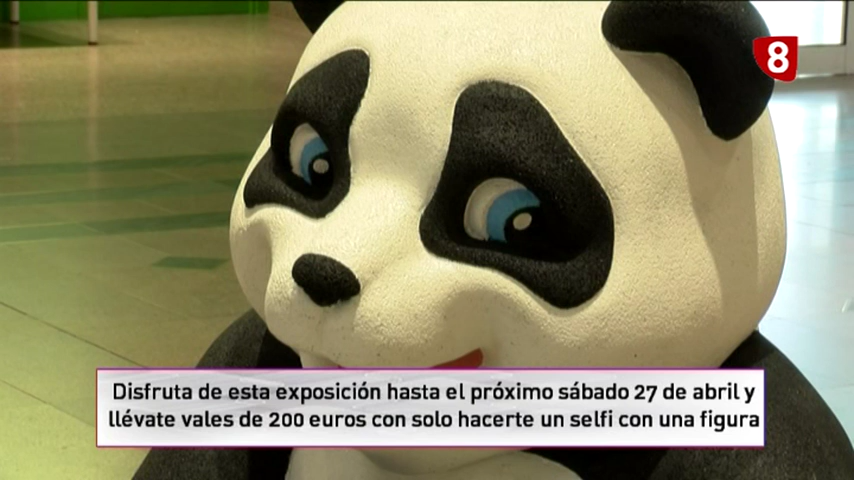 8
Disfruta de esta exposición hasta el próximo sábado 27 de abril y
llévate vales de 200 euros con solo hacerte un selfi con una figura